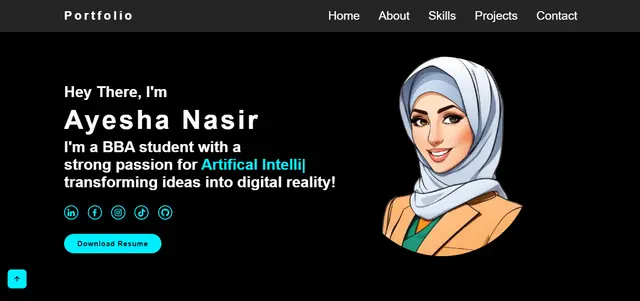 Portfolio
Home About Skills Projects Contact
Hey There, I'm
Ayesha Nasir
I'm a BBA student with a
strong passion for Artifical Intelli|
transforming ideas into digital reality!
Download Resume